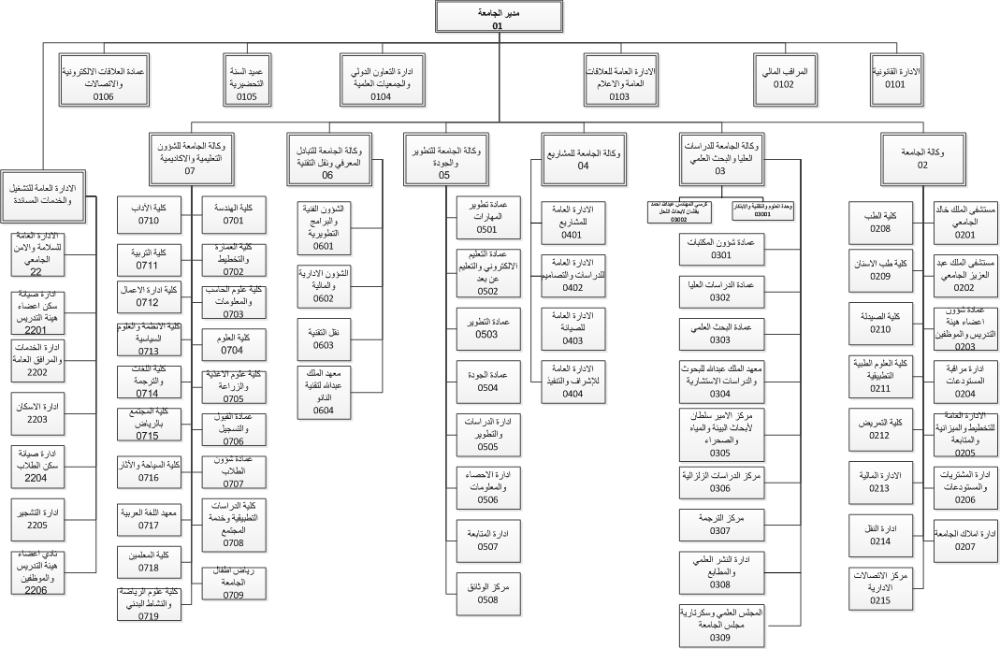 مدير الجامعة
01
الادارة القانونية
0101
المراقب المالي
0102
الادارة العامة للعلاقات
العامة والاعلام
0103
ادارة التعاون الدولي
والجمعيات العلمية
0104
عميد السنة
التحضيرية
0105
عمادة العلاقات الالكترونية
والاتصالات
0106
وكالة الجامعة
02
وكالة الجامعة للدراسات
العليا والبحث العلمي
03
وكالة الجامعة للمشاريع
04
وكالة الجامعة للتطوير
والجودة
05
وكالة الجامعة للتبادل
المعرفي ونقل التقنية
06
وكالة الجامعة للشؤون
التعليمية والاكاديمية
07
الادارة العامة للتشغيل
والخدمات المساندة
مستشفى الملك خالد
الجامعي
0201
مستشفى الملك عبد
العزيز الجامعي
0202
عمادة شؤون
اعضاء هيئة
التدريس والموظفين
0203
ادارة مراقبة
المستودعات
0204
الادارة العامة
للتخطيط والميزانية
والمتابعة
0205
ادارة المشتريات
والمستودعات
0206
ادارة املاك الجامعة
0207
كلية الطب
0208
كلية طب الاسنان
0209
كلية الصيدلة
0210
كلية العلوم الطبية
التطبيقية
0211
كلية التمريض
0212
الادارة المالية
0213
ادارة النقل
0214
مركز الاتصالات
الادارية
0215
وحدة العلوم والتقنية والابتكار
03001
كرسي المهندس عبدالله احمد
بقشان لابحاث النحل
03002
عمادة شؤون المكتبات
0301
عمادة الدراسات العليا
0302
عمادة البحث العلمي
0303
معهد الملك عبدالله للبحوث
والدراسات الاستشارية
0304
مركز الامير سلطان
لأبحاث البيئة والمياه
والصحراء
0305
مركز الدراسات الزلزالية
0306
مركز الترجمة
0307
ادارة النشر العلمي
والمطابع
0308
المجلس العلمي وسكرتارية
مجلس الجامعة
0309
الادارة العامة
للمشاريع
0401
الادارة العامة
للدراسات والتصاميم
0402
الادارة العامة
للصيانة
0403
الادارة العامة
للإشراف والتنفيذ
0404
عمادة تطوير
المهارات
0501
عمادة التعليم
الالكتروني والتعليم
عن بعد
0502
عمادة التطوير
0503
عمادة الجودة
0504
ادارة الدراسات
والتطوير
0505
ادارة الاحصاء
والمعلومات
0506
ادارة المتابعة
0507
مركز الوثائق
0508
الشؤون الفنية
والبرامج
التطويرية
0601
الشؤون الادارية
والمالية
0602
نقل التقنية
0603
معهد الملك
عبدالله لتقنية
النانو
0604
كلية الهندسة
0701
كلية العمارة
والتخطيط
0702
كلية علوم الحاسب
والمعلومات
0703
كلية العلوم
0704
كلية علوم الاغذية
والزراعة
0705
عمادة القبول
والتسجيل
0706
عمادة شؤون
الطلاب
0707
كلية الدراسات
التطبيقية وخدمة
المجتمع
0708
رياض اطفال
الجامعة
0709
كلية الآداب
0710
كلية التربية
0711
كلية ادارة الاعمال
0712
كلية الانظمة والعلوم
السياسية
0713
كلية اللغات
والترجمة
0714
كلية المجتمع
بالرياض
0715
كلية السياحة والآثار
0716
معهد اللغة العربية
0717
كلية المعلمين
0718
كلية علوم الرياضة
والنشاط البدني
0719
الادارة العامة
للسلامة والامن
الجامعي
22
ادارة صيانة
سكن اعضاء
هيئة التدريس
2201
ادارة الخدمات
والمرافق العامة
2202
ادارة الاسكان
2203
ادارة صيانة
سكن الطلاب
2204
ادارة التشجير
2205
نادي اعضاء
هيئة التدريس
والموظفين
2206